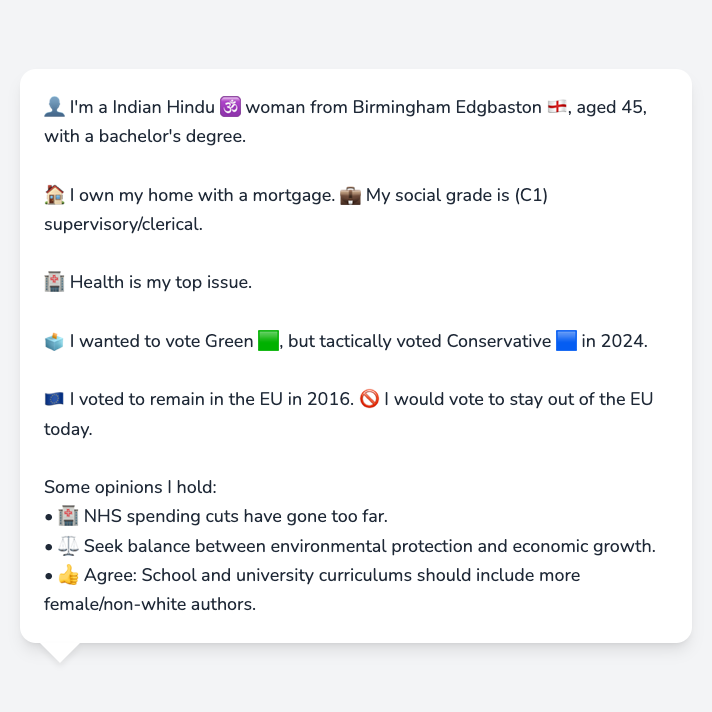 👤 I'm a Indian Hindu 🕉️ woman from Birmingham Edgbaston 🏴󠁧󠁢󠁥󠁮󠁧󠁿, aged 45,
with a bachelor's degree.
🏠 I own my home with a mortgage. 💼 My social grade is (C1)
supervisory/clerical.
🏥 Health is my top issue.
🗳️ I wanted to vote Green 🟩, but tactically voted Conservative 🟦 in 2024.
🇪🇺 I voted to remain in the EU in 2016. 🚫 I would vote to stay out of the EU
today.
Some opinions I hold:
• 🏥 NHS spending cuts have gone too far.
• ⚖️ Seek balance between environmental protection and economic growth.
• 👍 Agree: School and university curriculums should include more
female/non-white authors.